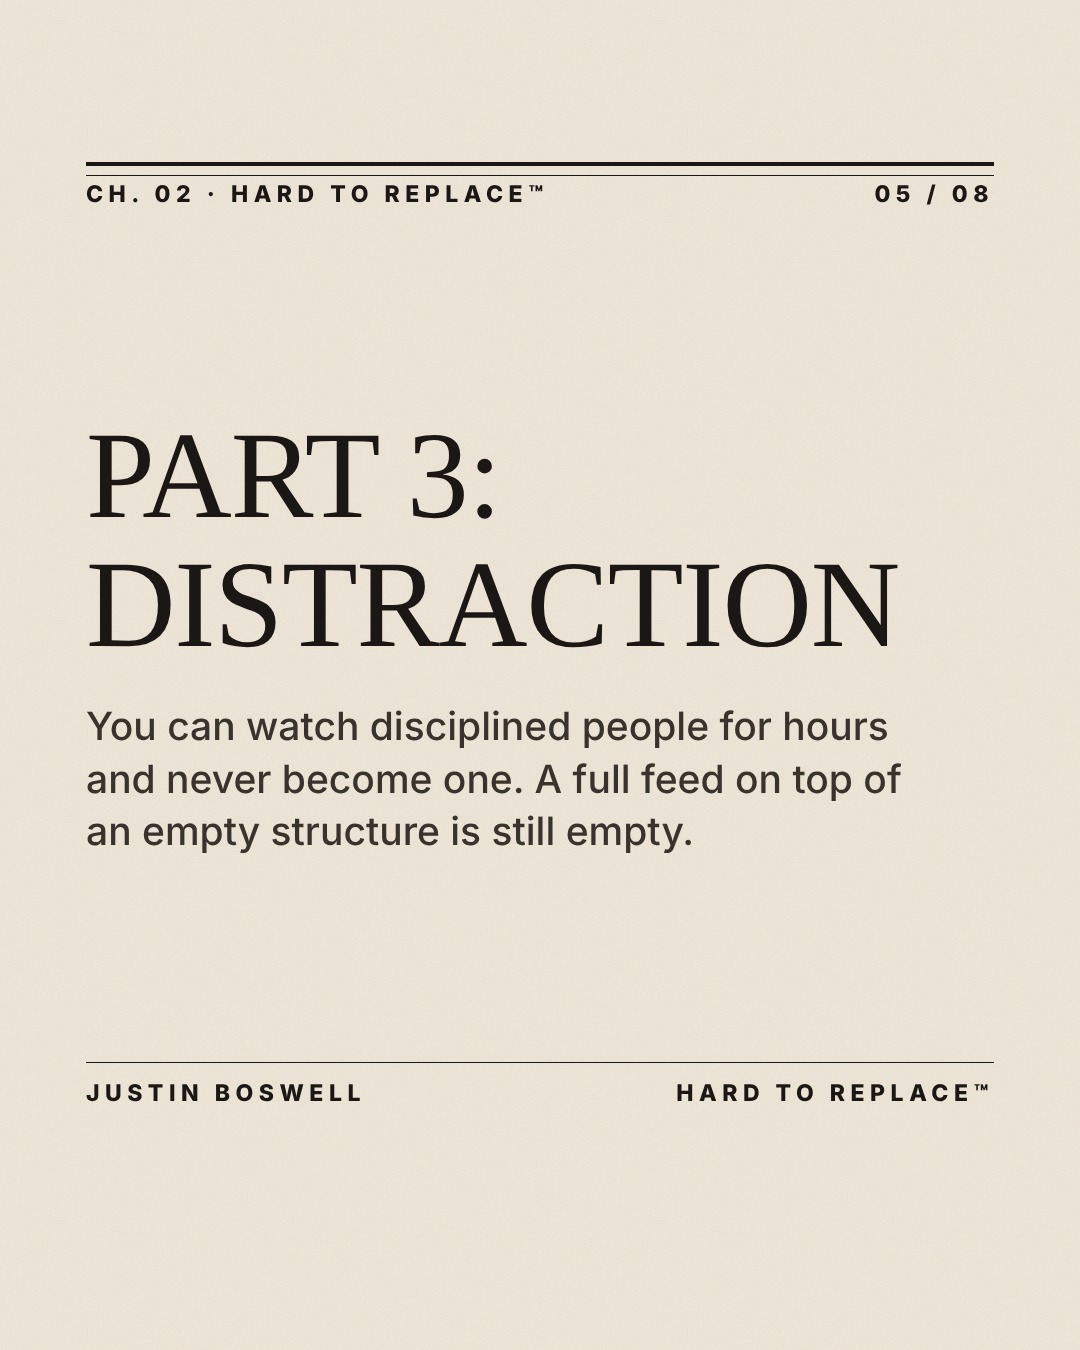 CH. 02 · HARD TO REPLACE™ 05 / 08
PART 3:
DISTRACTION
You can watch disciplined people for hours
and never become one. A full feed on top of
an empty structure is still empty.
JUSTIN BOSWELL HARD TO REPLACE™